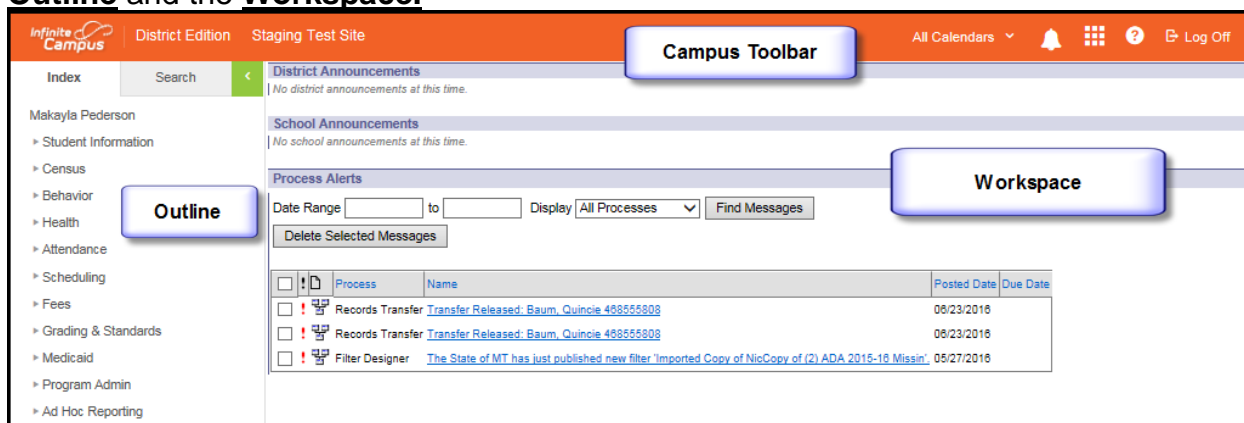 Outline and the Workspace.
Infinite Campus District Edition Staging Test Site Campus Toolbar All Calendars ? Log Off
Index Search <
District Announcements
No district announcements at this time.
Makayla Pederson
School Announcements
Student Information
No school announcements at this time.
Census
Process Alerts
Workspace
Behavior
Outline
Date Range to Display All Processes Find Messages
Health
Delete Selected Messages
Attendance
Scheduling
! Process Name Posted Date Due Date
Fees
! Records Transfer Transfer Released: Baum, Quincie 468555808 06/23/2016
Grading & Standards
! Records Transfer Transfer Released: Baum, Quincie 468555808 06/23/2016
Medicaid
! Filter Designer The State of MT has just published new filter 'Imported Copy of NicCopy of (2) ADA 2015-16 Missin'. 05/27/2016
Program Admin
Ad Hoc Reporting